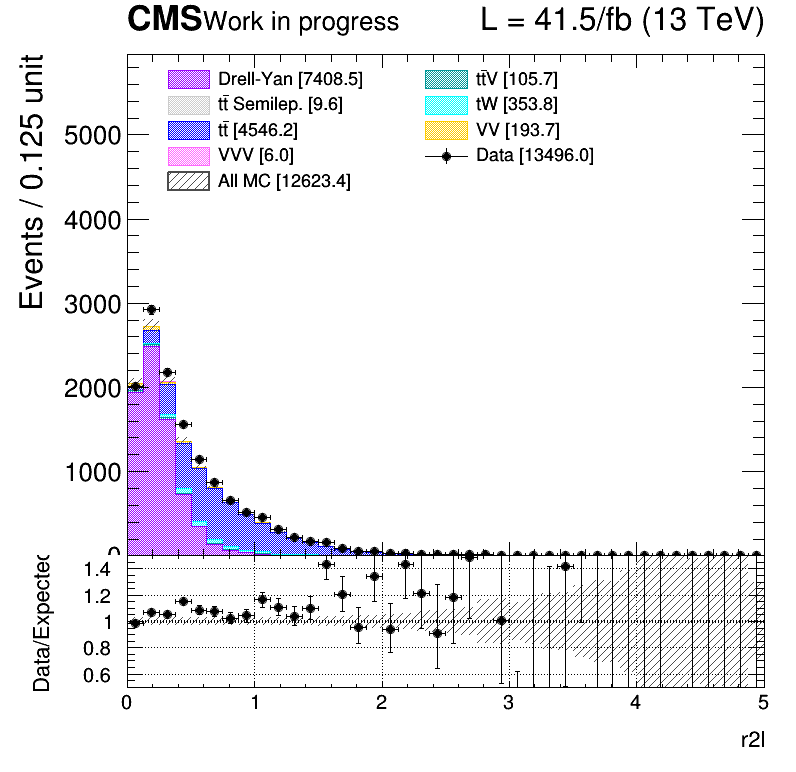 CMS Work in progress L = 41.5/fb (13 TeV)
Events / 0.125 unit
Drell-Yan [7408.5]
tt̄ Semilep. [9.6]
tt̄ [4546.2]
VVV [6.0]
All MC [12623.4]
tt̄V [105.7]
tW [353.8]
VV [193.7]
Data [13496.0]
5000
4000
3000
2000
1000
0
Data/Expected
1.4
1.2
1
0.8
0.6
0 1 2 3 4 5
r2l